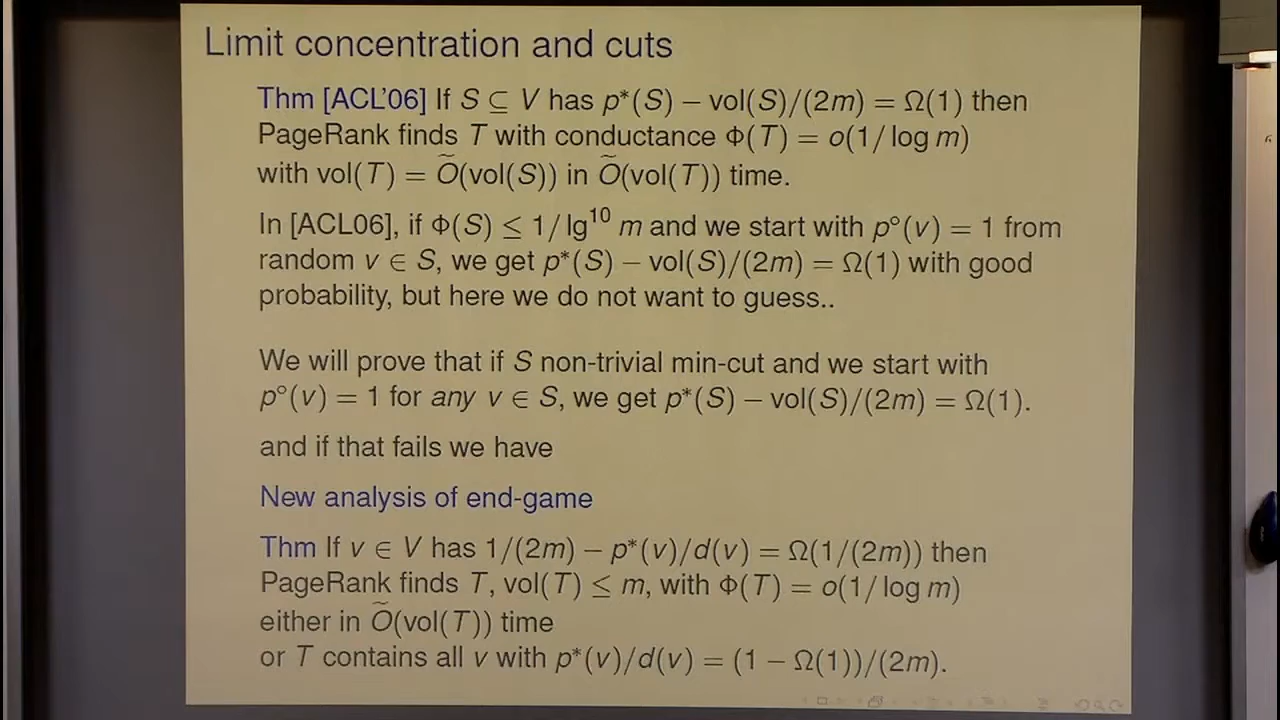 Limit concentration and cuts
Thm [ACL'06] If S ⊆ V has p*(S) − vol(S)/(2m) = Ω(1) then
PageRank finds T with conductance Φ(T) = o(1/ log m)
with vol(T) = Õ(vol(S)) in Õ(vol(T)) time.
In [ACL06], if Φ(S) ≤ 1/ lg¹⁰ m and we start with p°(v) = 1 from
random v ∈ S, we get p*(S) − vol(S)/(2m) = Ω(1) with good
probability, but here we do not want to guess..
We will prove that if S non-trivial min-cut and we start with
p°(v) = 1 for any v ∈ S, we get p*(S) − vol(S)/(2m) = Ω(1).
and if that fails we have
New analysis of end-game
Thm If v ∈ V has 1/(2m) − p*(v)/d(v) = Ω(1/(2m)) then
PageRank finds T, vol(T) ≤ m, with Φ(T) = o(1/ log m)
either in Õ(vol(T)) time
or T contains all v with p*(v)/d(v) = (1 − Ω(1))/(2m).